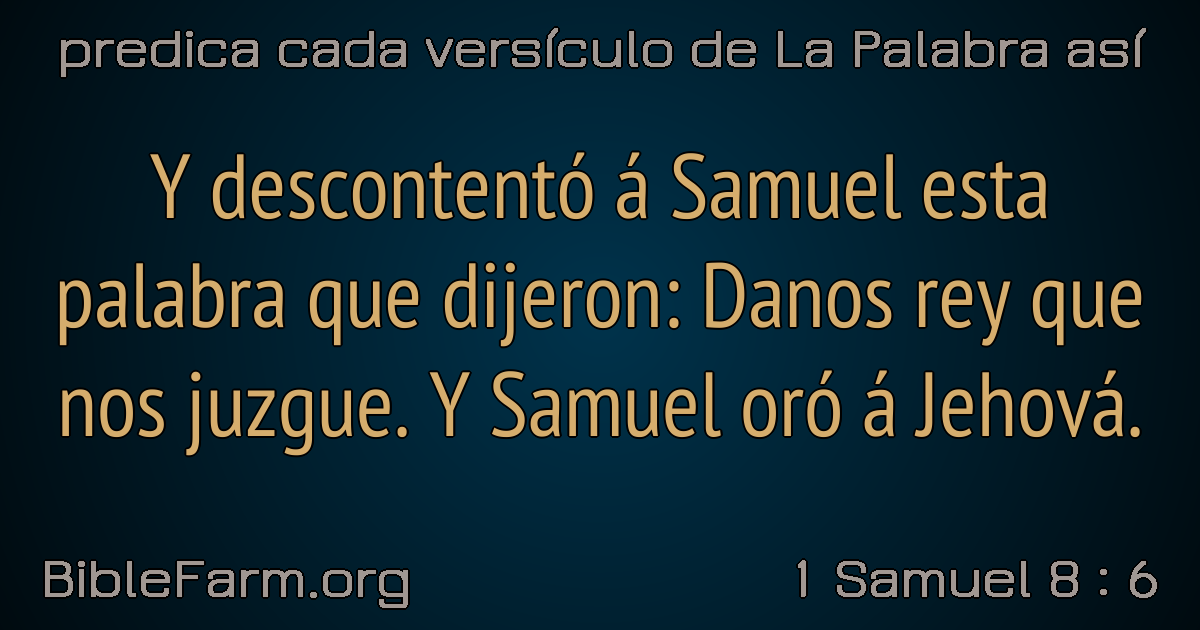 predica cada versículo de La Palabra así
Y descontentó á Samuel esta
palabra que dijeron: Danos rey que
nos juzgue. Y Samuel oró á Jehová.
BibleFarm.org
1 Samuel 8 : 6